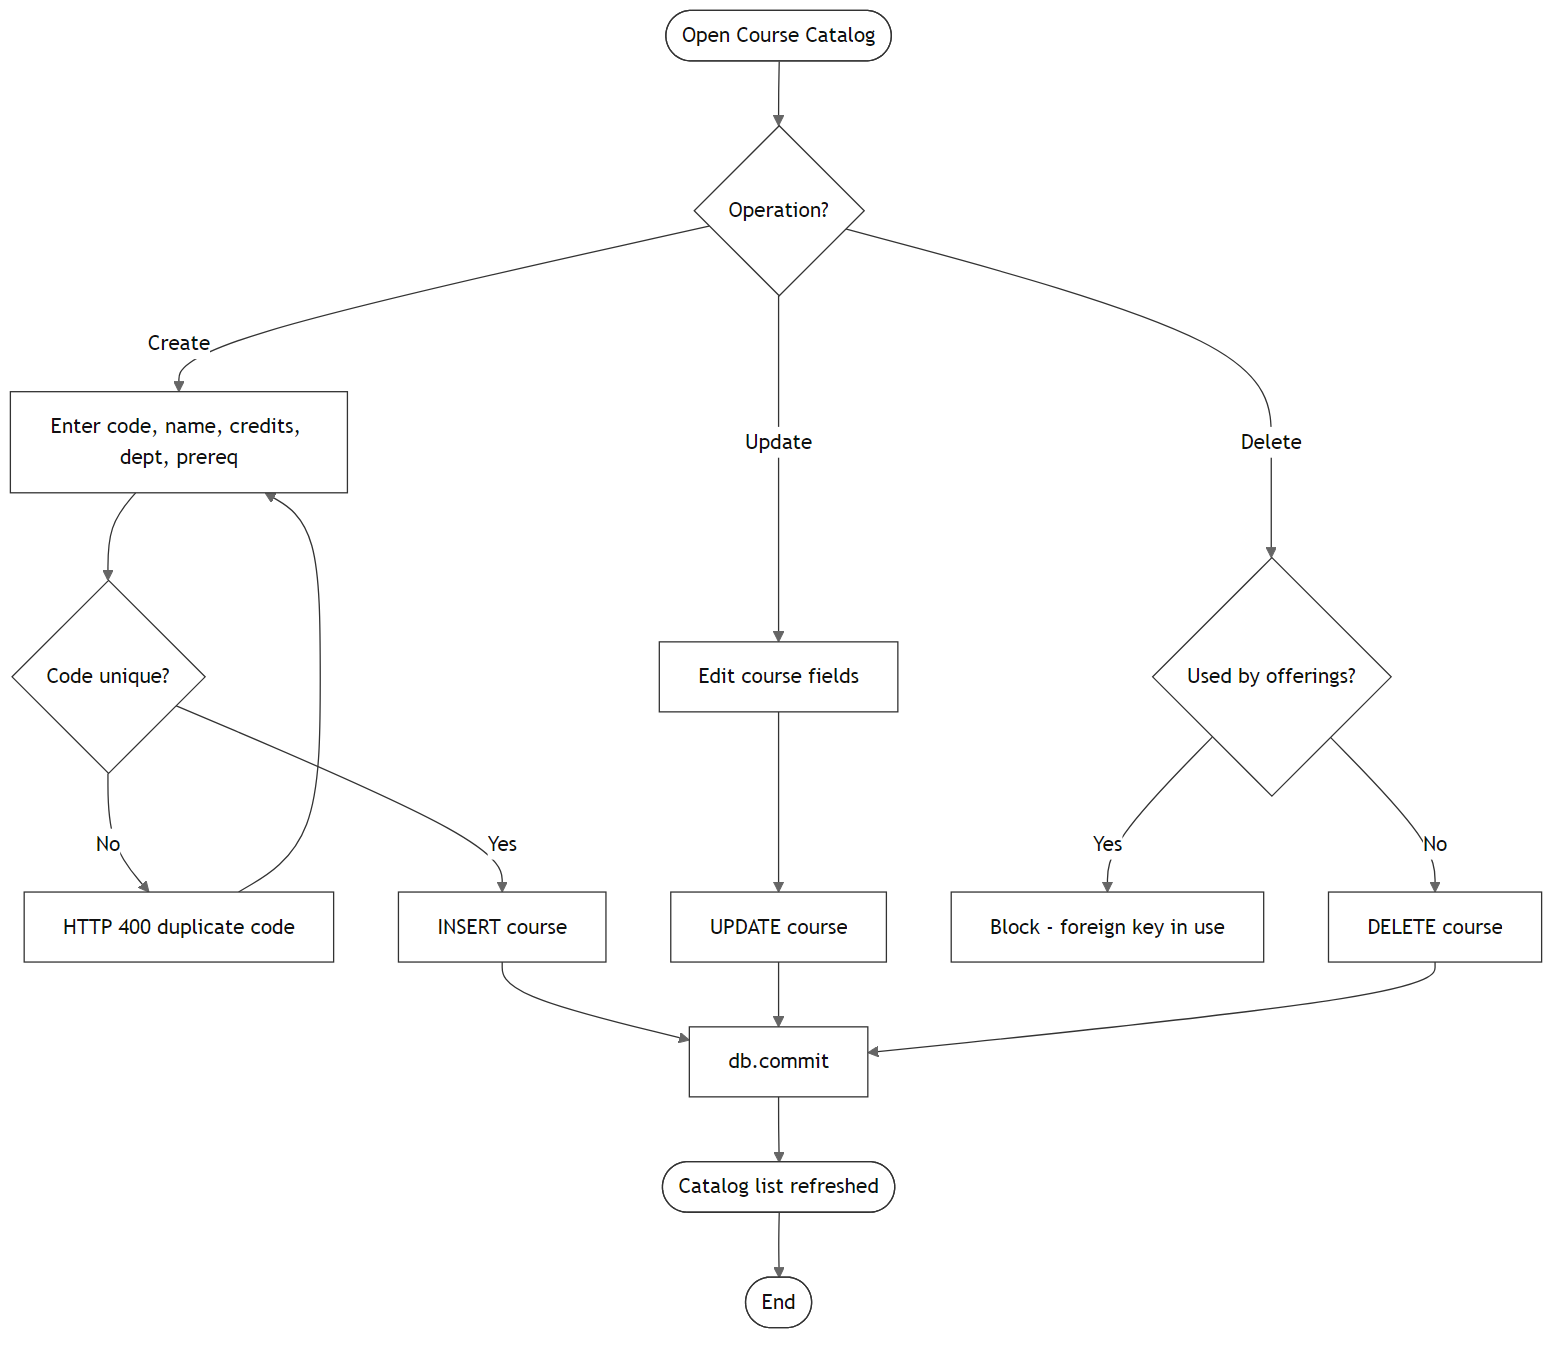 Open Course Catalog
Operation?
Create
Update
Delete
Enter code, name, credits,
dept, prereq
Code unique?
Edit course fields
Used by offerings?
No
Yes
Yes
No
HTTP 400 duplicate code
INSERT course
UPDATE course
Block - foreign key in use
DELETE course
db.commit
Catalog list refreshed
End